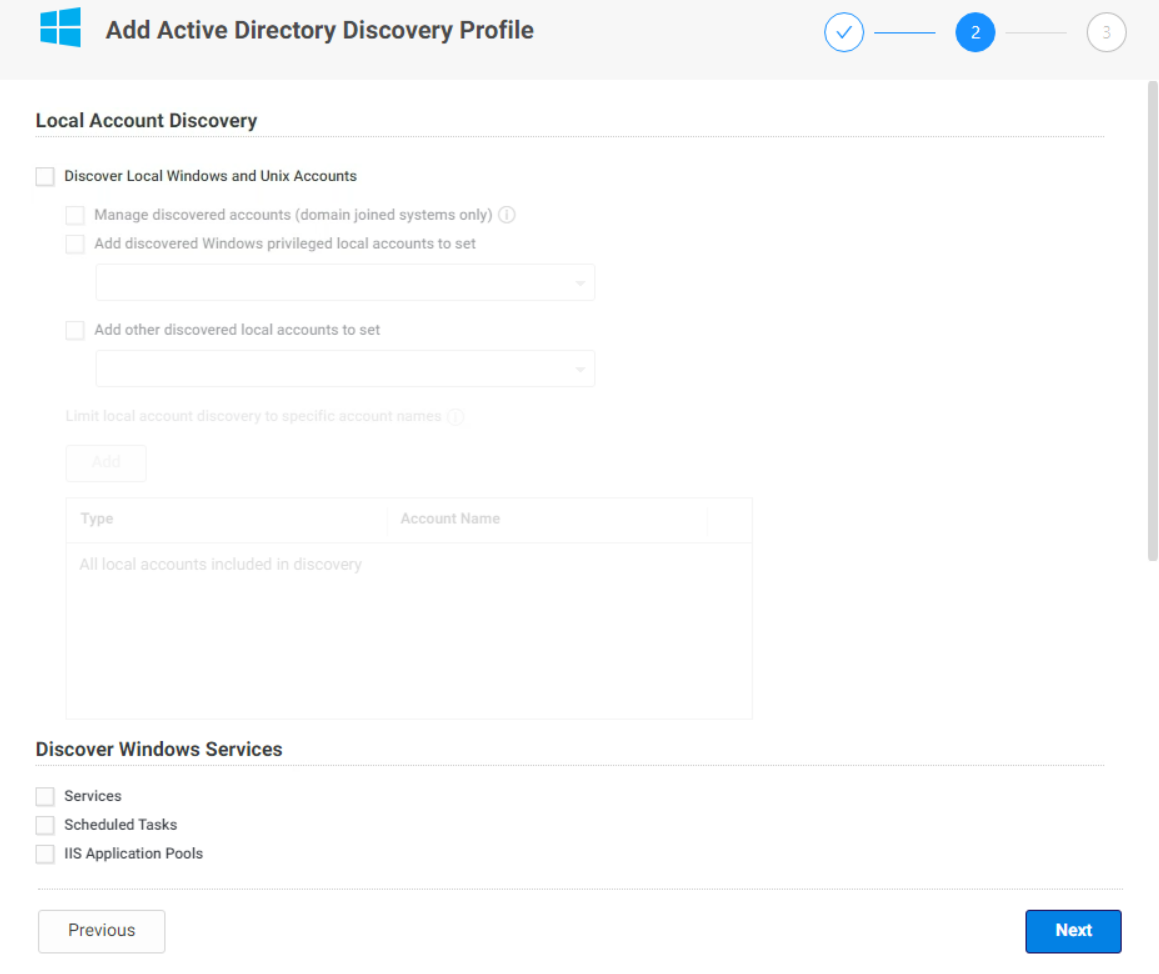 Add Active Directory Discovery Profile
2
3
Local Account Discovery
Discover Local Windows and Unix Accounts
Manage discovered accounts (domain joined systems only)
Add discovered Windows privileged local accounts to set
Add other discovered local accounts to set
Limit local account discovery to specific account names
Add
Type Account Name
All local accounts included in discovery
Discover Windows Services
Services
Scheduled Tasks
IIS Application Pools
Previous Next